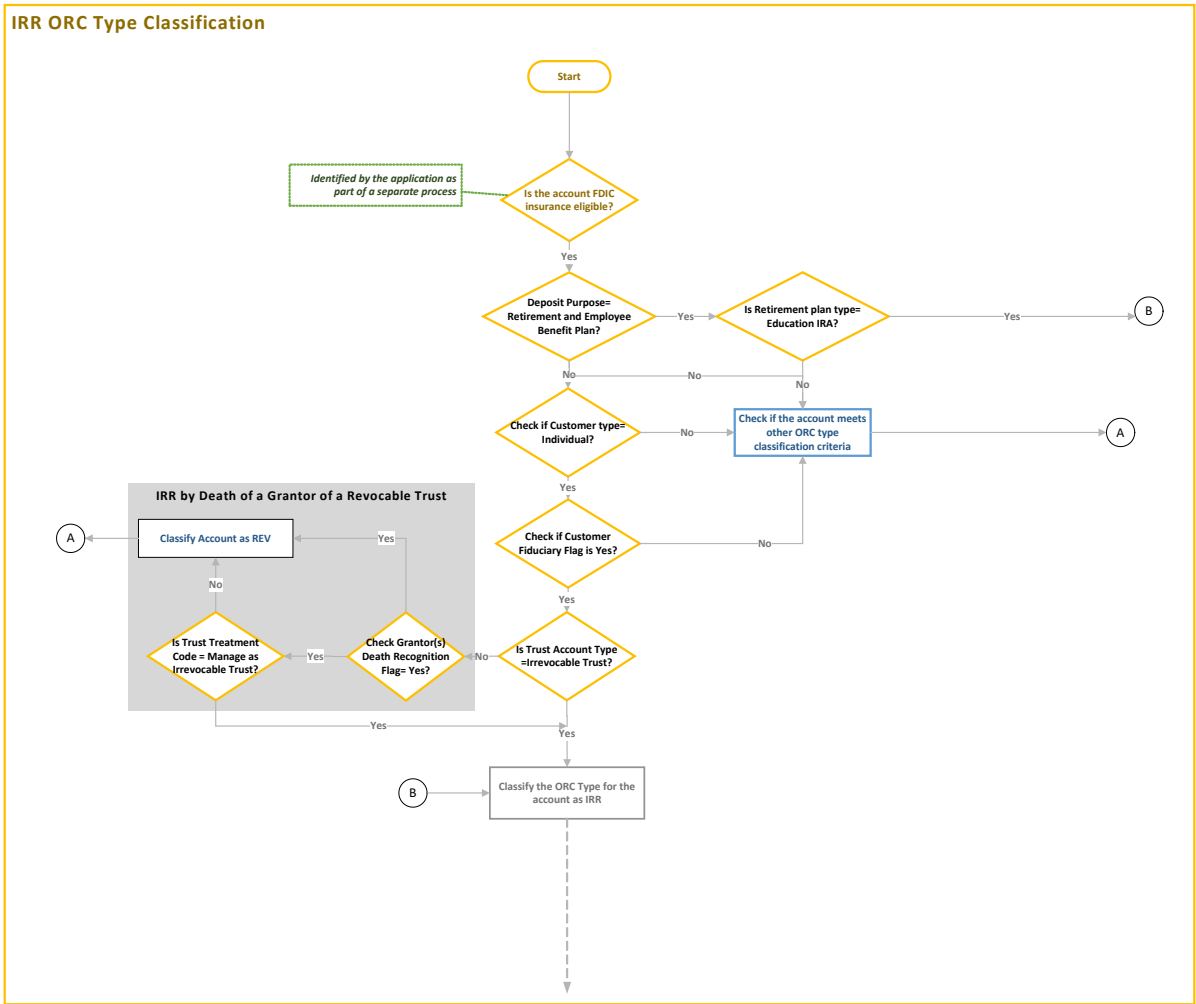 IRR ORC Type Classification
Start
Identified by the application as
part of a separate process
Is the account FDIC
insurance eligible?
Yes
Deposit Purpose=
Retirement and Employee
Benefit Plan?
Yes
Is Retirement plan type=
Education IRA?
Yes
B
No
No
No
Check if Customer type=
Individual?
No
Check if the account meets
other ORC type
classification criteria
A
Yes
IRR by Death of a Grantor of a Revocable Trust
A
Classify Account as REV
Yes
Check if Customer
Fiduciary Flag is Yes?
No
No
Yes
Is Trust Treatment
Code = Manage as
Irrevocable Trust?
Yes
Check Grantor(s)
Death Recognition
Flag= Yes?
No
Is Trust Account Type
=Irrevocable Trust?
Yes
Yes
B
Classify the ORC Type for the
account as IRR